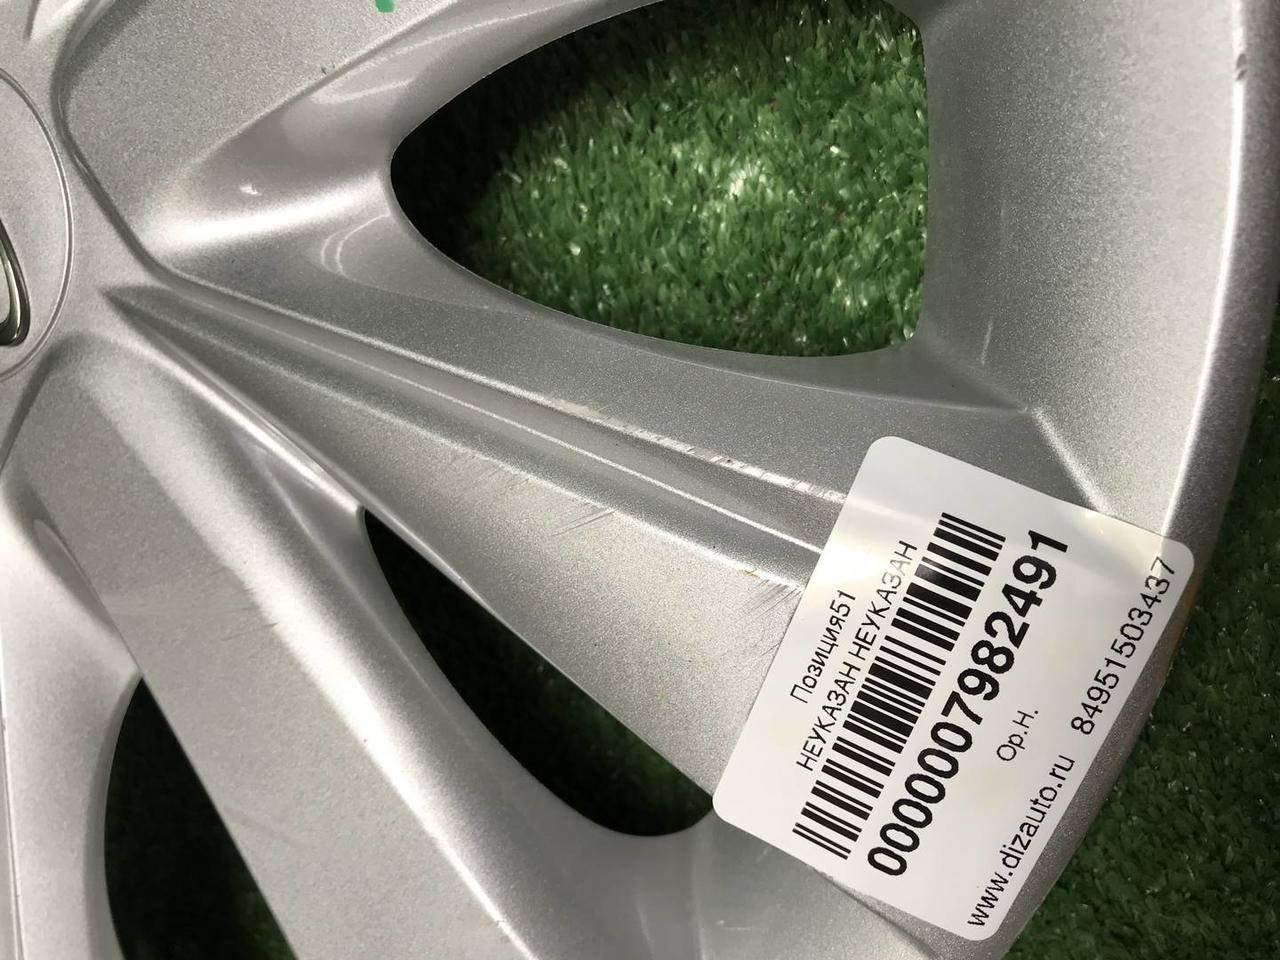 Позиция51
НЕУКАЗАН НЕУКАЗАН
0000007982491
Ор.Н.
www.dizauto.ru 84951503437